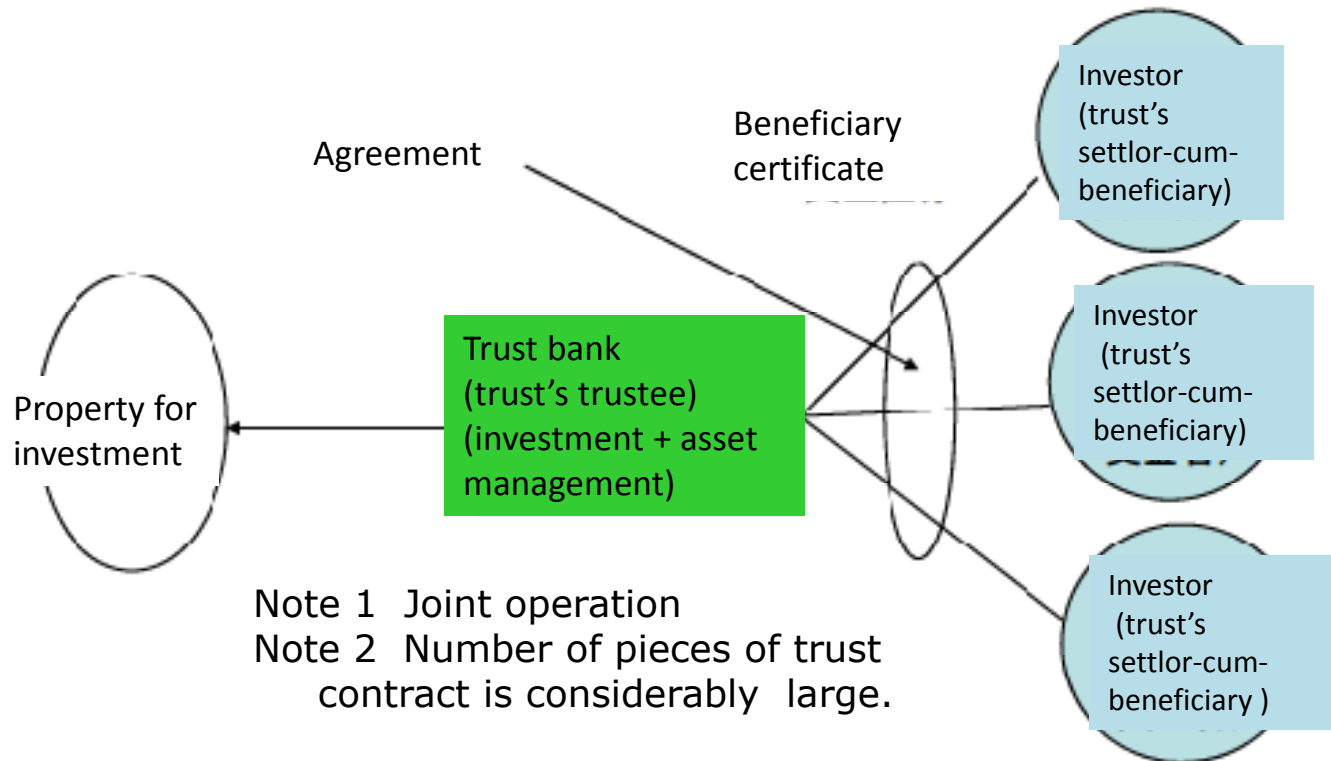 Agreement
Beneficiary
certificate
Investor
(trust's
settlor-cum-
beneficiary)
Property for
investment
Trust bank
(trust's trustee)
(investment + asset
management)
Investor
(trust's
settlor-cum-
beneficiary)
Investor
(trust's
settlor-cum-
beneficiary )
Note 1 Joint operation
Note 2 Number of pieces of trust
contract is considerably large.